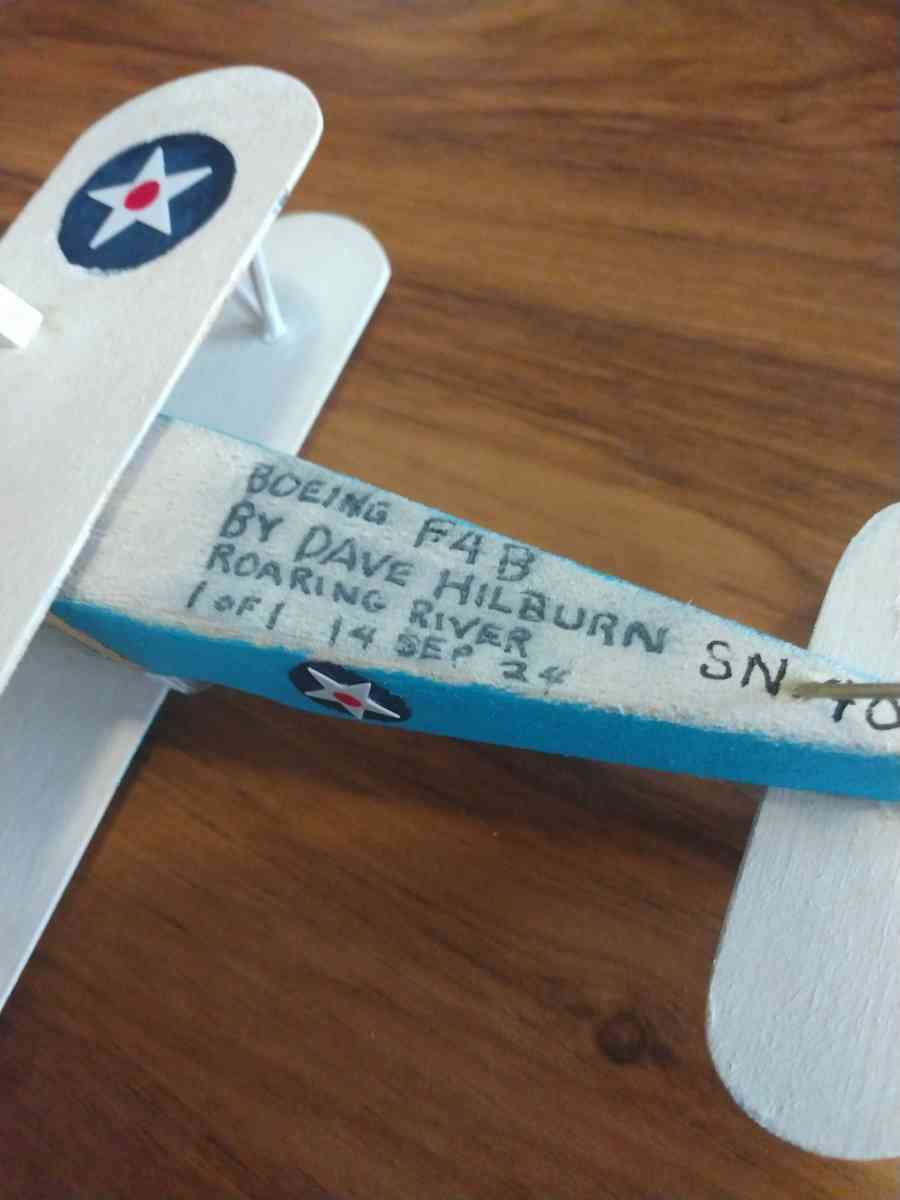 BOEING F4B
BY DAVE HILBURN
ROARING RIVER
1 OF 1 14 SEP 24
SN